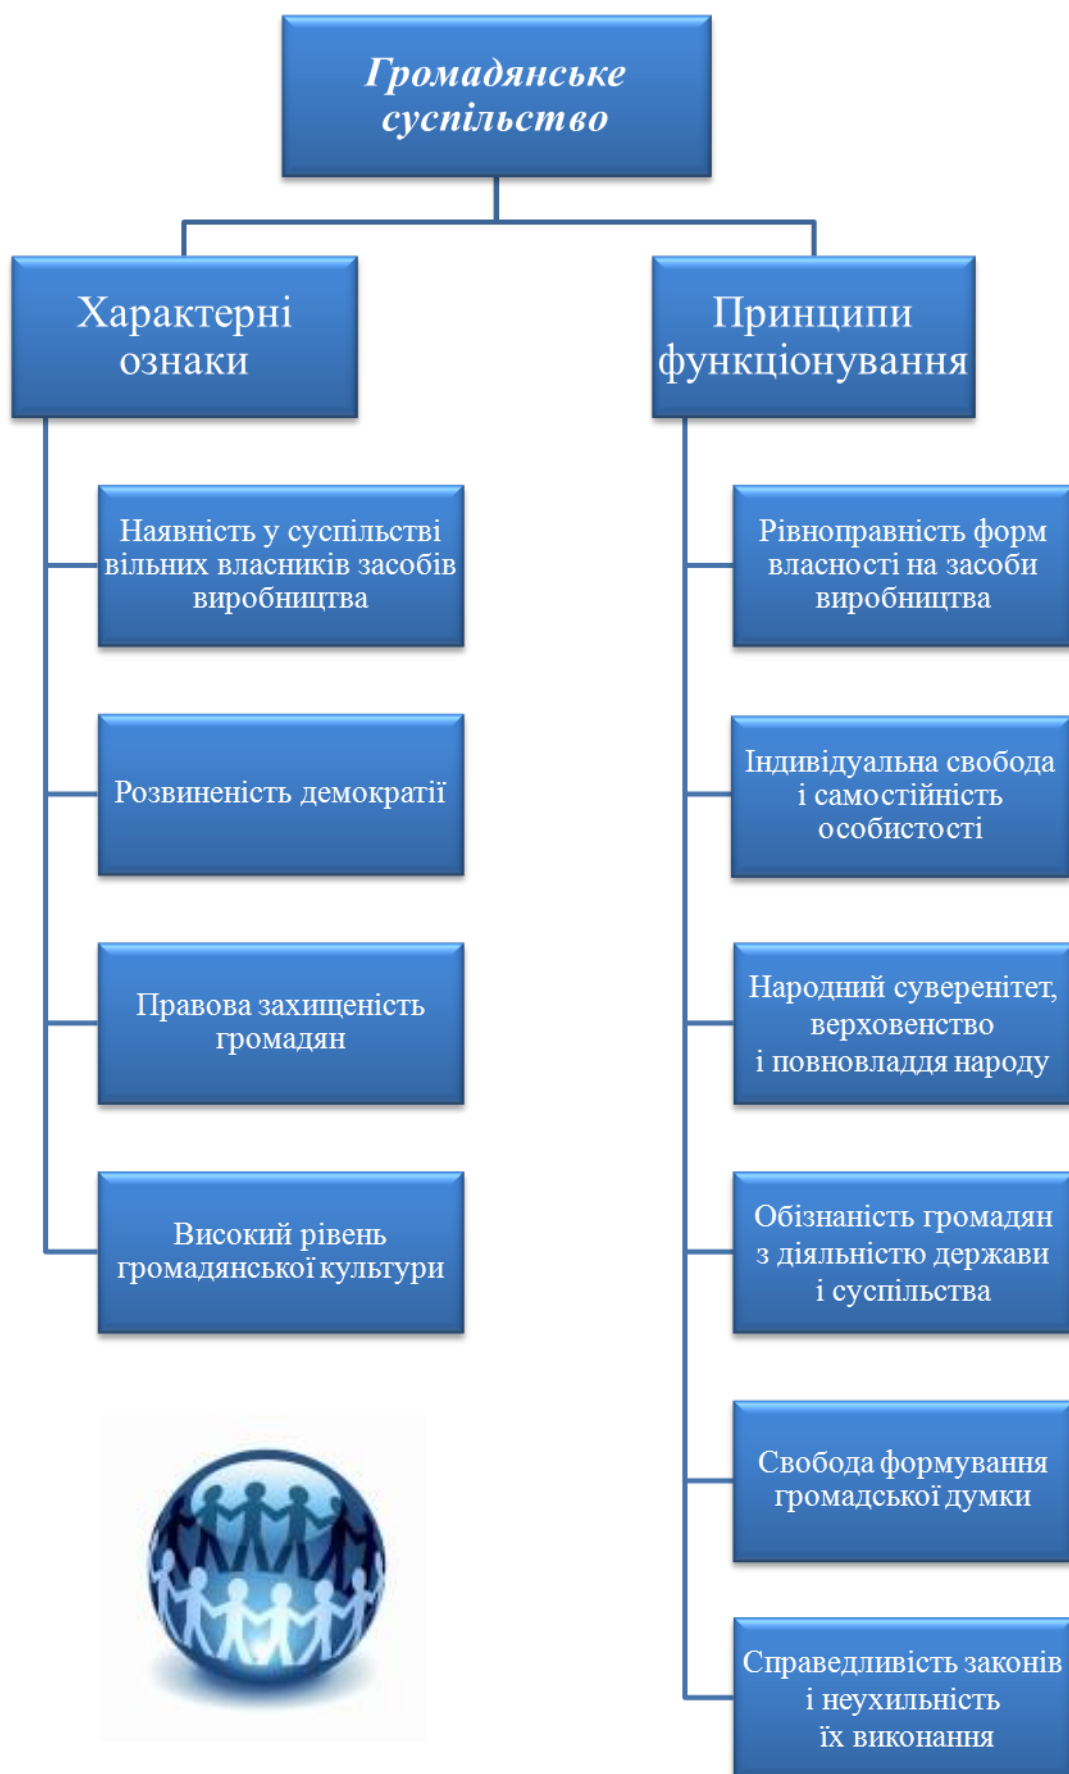 Громадянське
суспільство
Характерні
ознаки
Наявність у суспільстві
вільних власників засобів
виробництва
Розвиненість демократії
Правова захищеність
громадян
Високий рівень
громадянської культури
Принципи
функціонування
Рівноправність форм
власності на засоби
виробництва
Індивідуальна свобода
і самостійність
особистості
Народний суверенітет,
верховенство
і повновладдя народу
Обізнаність громадян
з діяльністю держави
і суспільства
Свобода формування
громадської думки
Справедливість законів
і неухильність
їх виконання